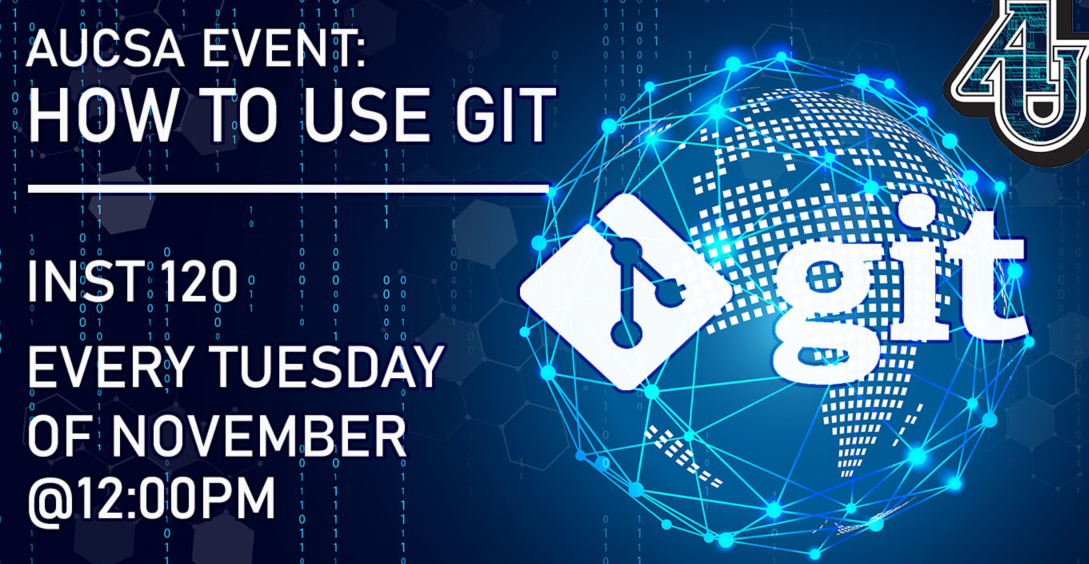 AUCSA EVENT:
HOW TO USE GIT
INST 120
EVERY TUESDAY
OF NOVEMBER
@12:00PM
git
AU